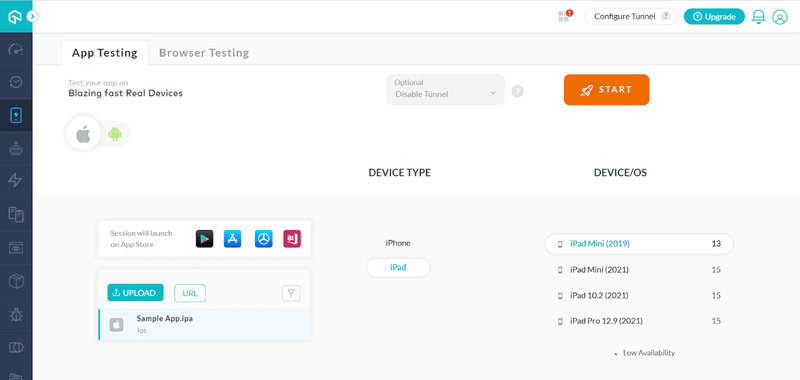 1
Configure Tunnel ?
Upgrade
App Testing
Browser Testing
Test your app on
Blazing fast Real Devices
Optional
Disable Tunnel
?
START
DEVICE TYPE
DEVICE/OS
Session will launch
on App Store
iPhone
iPad
iPad Mini (2019) 13
iPad Mini (2021) 15
iPad 10.2 (2021) 15
iPad Pro 12.9 (2021) 15
Low Availability
UPLOAD
URL
Sample App.ipa
Ios